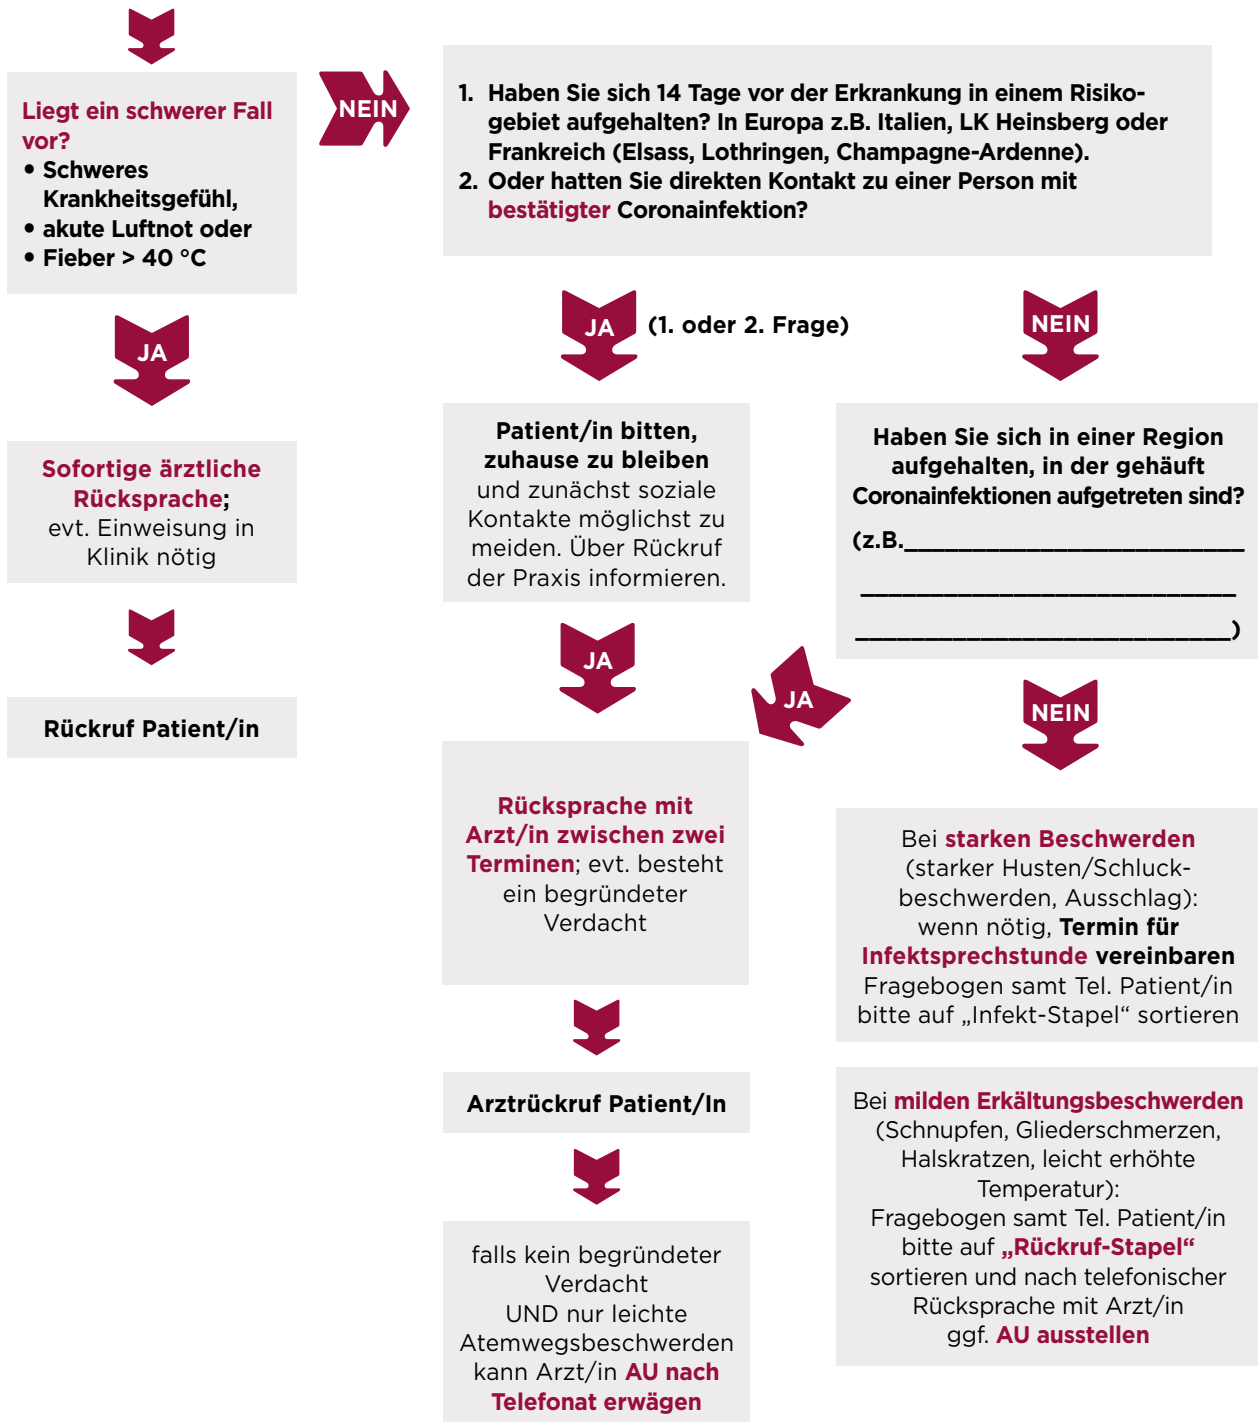 Liegt ein schwerer Fall
vor?
• Schweres
Krankheitsgefühl,
• akute Luftnot oder
• Fieber > 40 °C
NEIN
1. Haben Sie sich 14 Tage vor der Erkrankung in einem Risiko-
gebiet aufgehalten? In Europa z.B. Italien, LK Heinsberg oder
Frankreich (Elsass, Lothringen, Champagne-Ardenne).
2. Oder hatten Sie direkten Kontakt zu einer Person mit
bestätigter Coronainfektion?
JA
Sofortige ärztliche
Rücksprache;
evt. Einweisung in
Klinik nötig
Rückruf Patient/in
JA
(1. oder 2. Frage)
Patient/in bitten,
zuhause zu bleiben
und zunächst soziale
Kontakte möglichst zu
meiden. Über Rückruf
der Praxis informieren.
JA
Rücksprache mit
Arzt/in zwischen zwei
Terminen; evt. besteht
ein begründeter
Verdacht
Arztrückruf Patient/In
falls kein begründeter
Verdacht
UND nur leichte
Atemwegsbeschwerden
kann Arzt/in AU nach
Telefonat erwägen
NEIN
Haben Sie sich in einer Region
aufgehalten, in der gehäuft
Coronainfektionen aufgetreten sind?
(z.B.__________________________
_____________________________
_____________________________)
JA
NEIN
Bei starken Beschwerden
(starker Husten/Schluck-
beschwerden, Ausschlag):
wenn nötig, Termin für
Infektsprechstunde vereinbaren
Fragebogen samt Tel. Patient/in
bitte auf „Infekt-Stapel“ sortieren
Bei milden Erkältungsbeschwerden
(Schnupfen, Gliederschmerzen,
Halskratzen, leicht erhöhte
Temperatur):
Fragebogen samt Tel. Patient/in
bitte auf „Rückruf-Stapel“
sortieren und nach telefonischer
Rücksprache mit Arzt/in
ggf. AU ausstellen